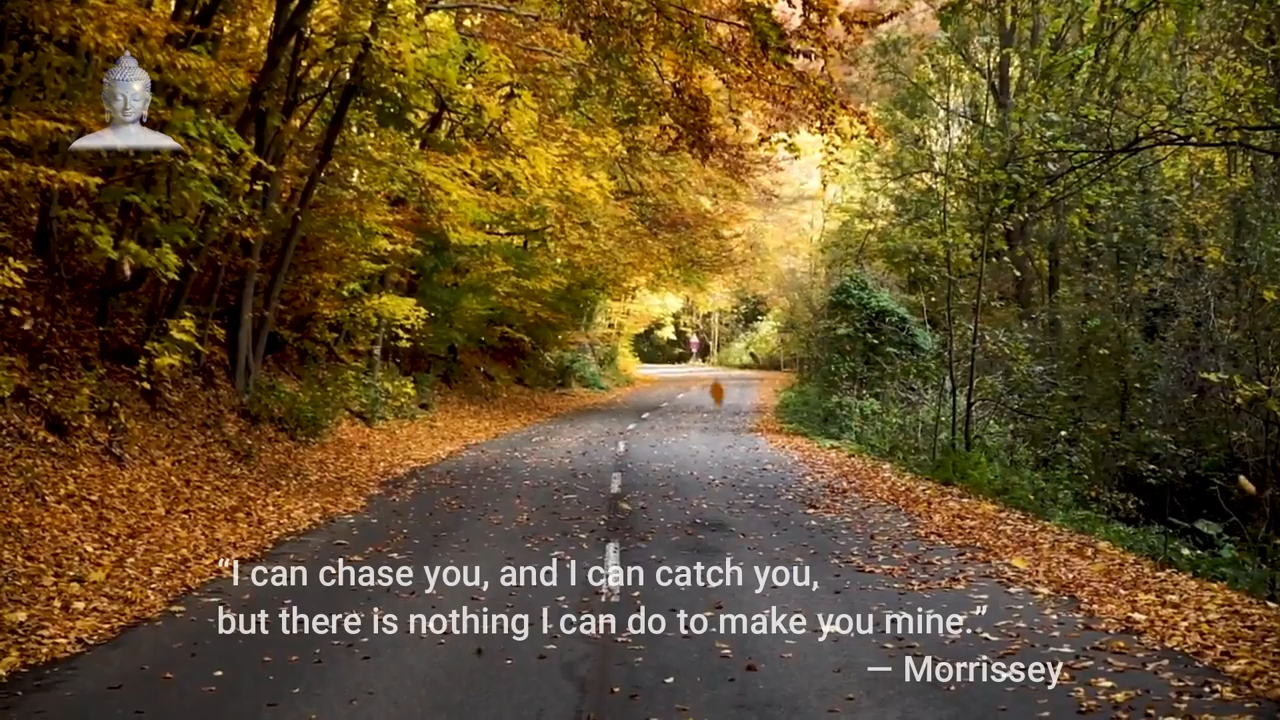 “I can chase you, and I can catch you,
but there is nothing I can do to make you mine.”
— Morrissey